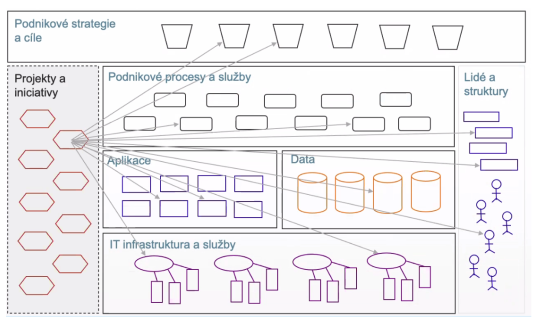 Podnikové strategie
a cíle
Projekty a
iniciativy
Podnikové procesy a služby
Lidé a
struktury
Aplikace
Data
IT infrastruktura a služby